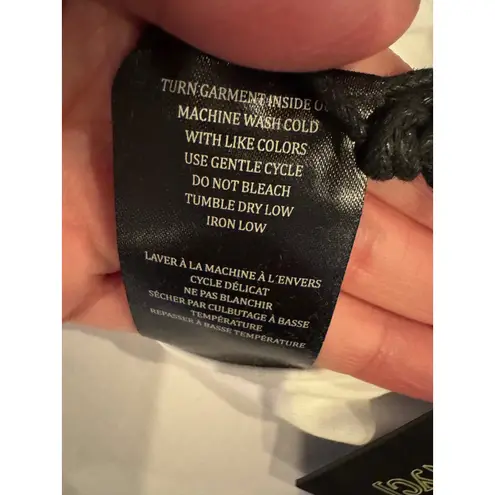 TURN GARMENT INSIDE
MACHINE WASH COLD
WITH LIKE COLORS
USE GENTLE CYCLE
DO NOT BLEACH
TUMBLE DRY LOW
IRON LOW
LAVER À LA MACHINE À L'ENVERS
CYCLE DÉLICAT
NE PAS BLANCHIR
SÉCHER PAR CULBUTAGE À BASSE
TEMPÉRATURE
REPASSER À BASSE TEMPÉRATURE